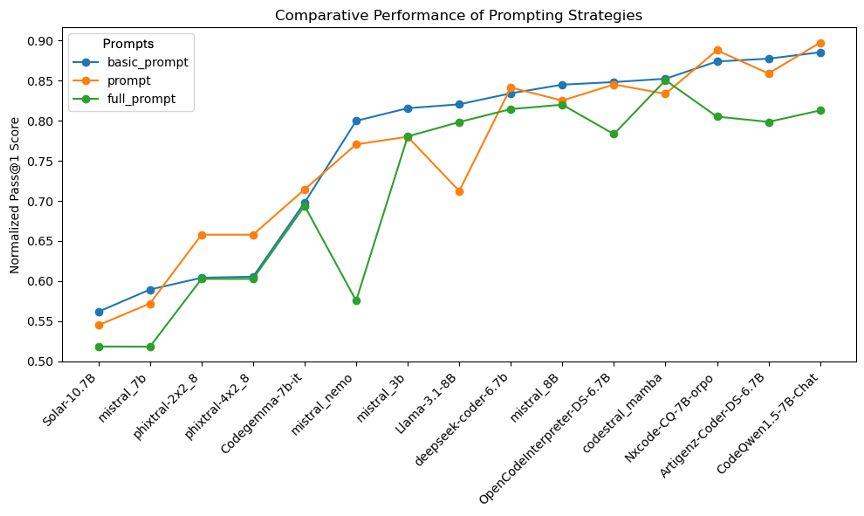 Comparative Performance of Prompting Strategies
Prompts
basic_prompt
prompt
full_prompt
Normalized Pass@1 Score
0.90
0.85
0.80
0.75
0.70
0.65
0.60
0.55
0.50
Solar-10.7B
mistral_7b
phixtral-2x2_8
phixtral-4x2_8
Codegemma-7b-it
mistral_nemo
mistral_3b
Llama-3.1-8B
deepseek-coder-6.7b
mistral_8B
OpenCodeInterpreter-DS-6.7B
codestral_mamba
Nxcode-CQ-7B-orpo
Artigenz-Coder-DS-6.7B
CodeQwen1.5-7B-Chat